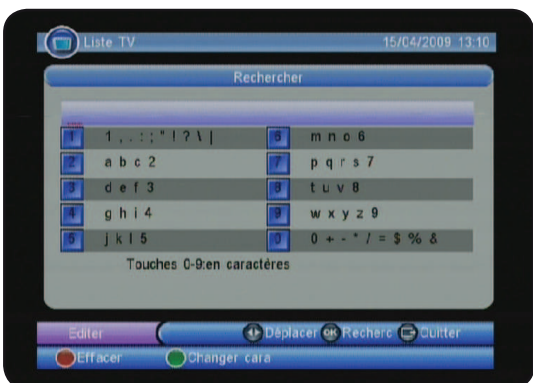 Liste TV 15/04/2009 13:10
Rechercher
1 1 , . : ; " ! ? \ | 6 m n o 6
2 a b c 2 7 p q r s 7
3 d e f 3 8 t u v 8
4 g h i 4 9 w x y z 9
5 j k l 5 0 0 + - * / = $ % &
Touches 0-9:en caractères
Editer Déplacer OK Recherc Quitter
Effacer Changer cara